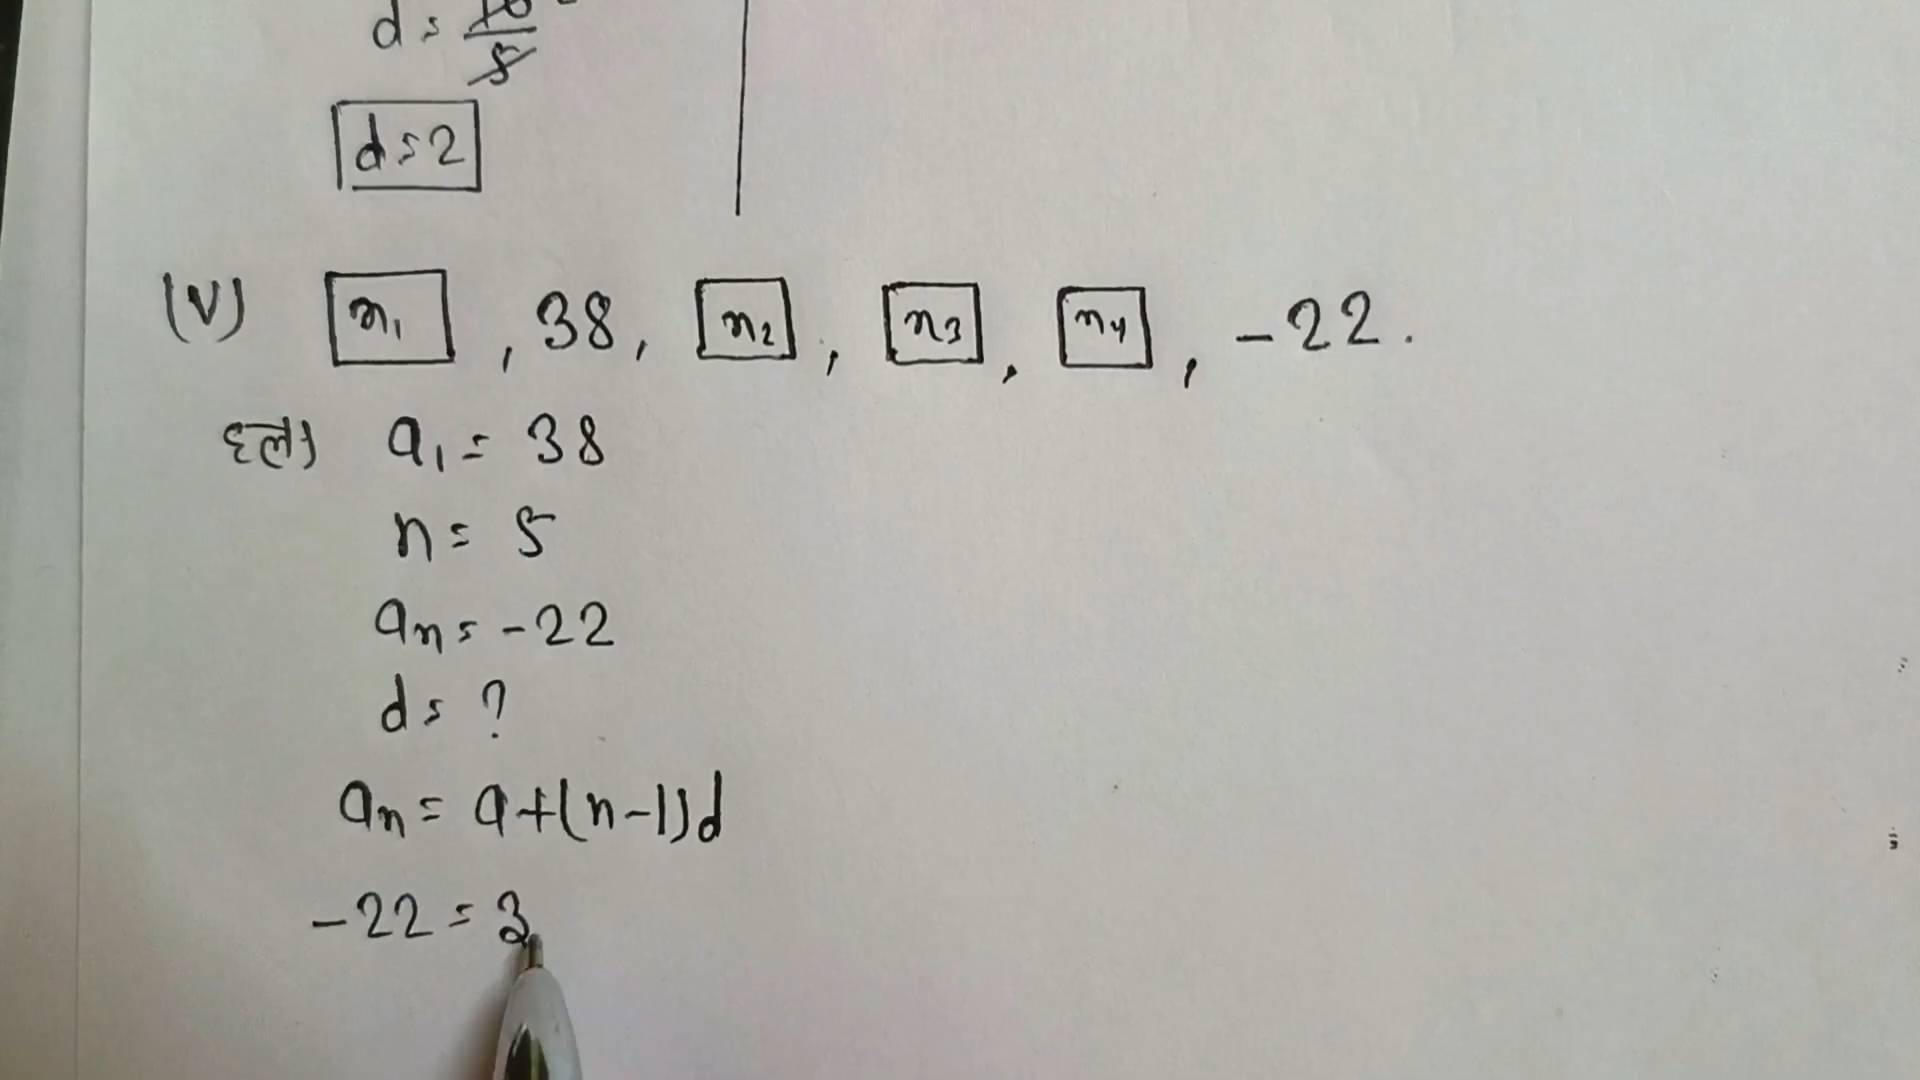 d = 10/5 2
d = 2
(V) x₁ , 38, x₂ , x₃ , x₄ , -22.
हल। a₁ = 38
n = 5
an = -22
d = ?
an = a+(n-1)d
-22 = 3